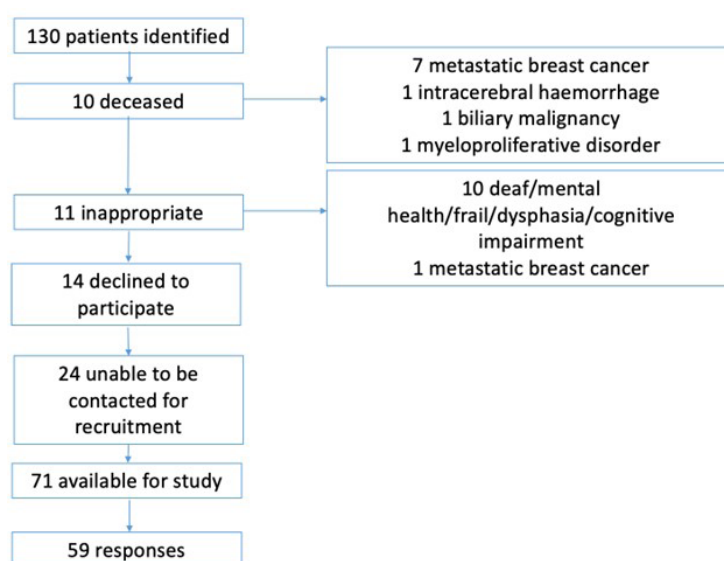 130 patients identified
10 deceased
7 metastatic breast cancer
1 intracerebral haemorrhage
1 biliary malignancy
1 myeloproliferative disorder
11 inappropriate
10 deaf/mental
health/frail/dysphasia/cognitive
impairment
1 metastatic breast cancer
14 declined to
participate
24 unable to be
contacted for
recruitment
71 available for study
59 responses